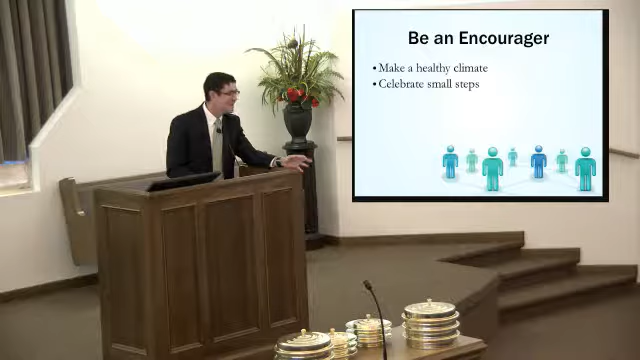 Be an Encourager
• Make a healthy climate
• Celebrate small steps